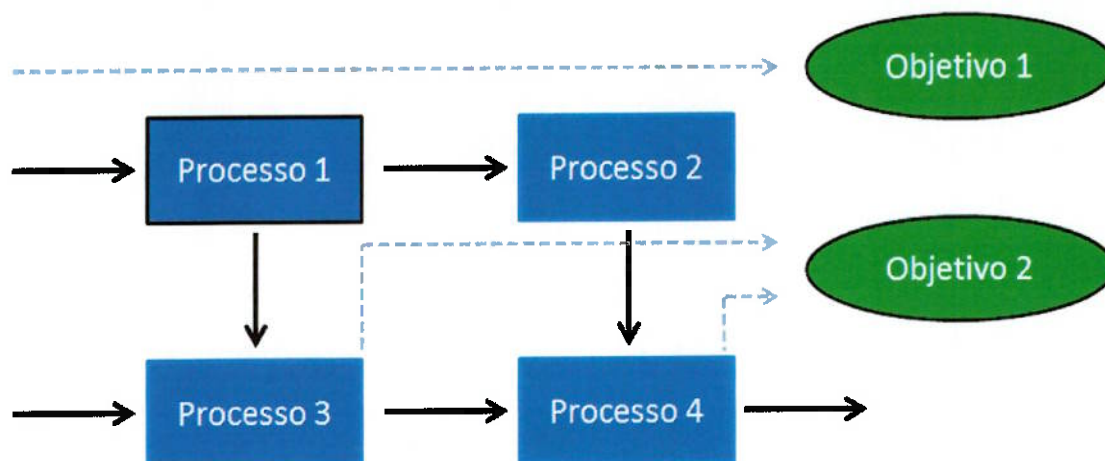 Objetivo 1
Processo 1
Processo 2
Objetivo 2
Processo 3
Processo 4